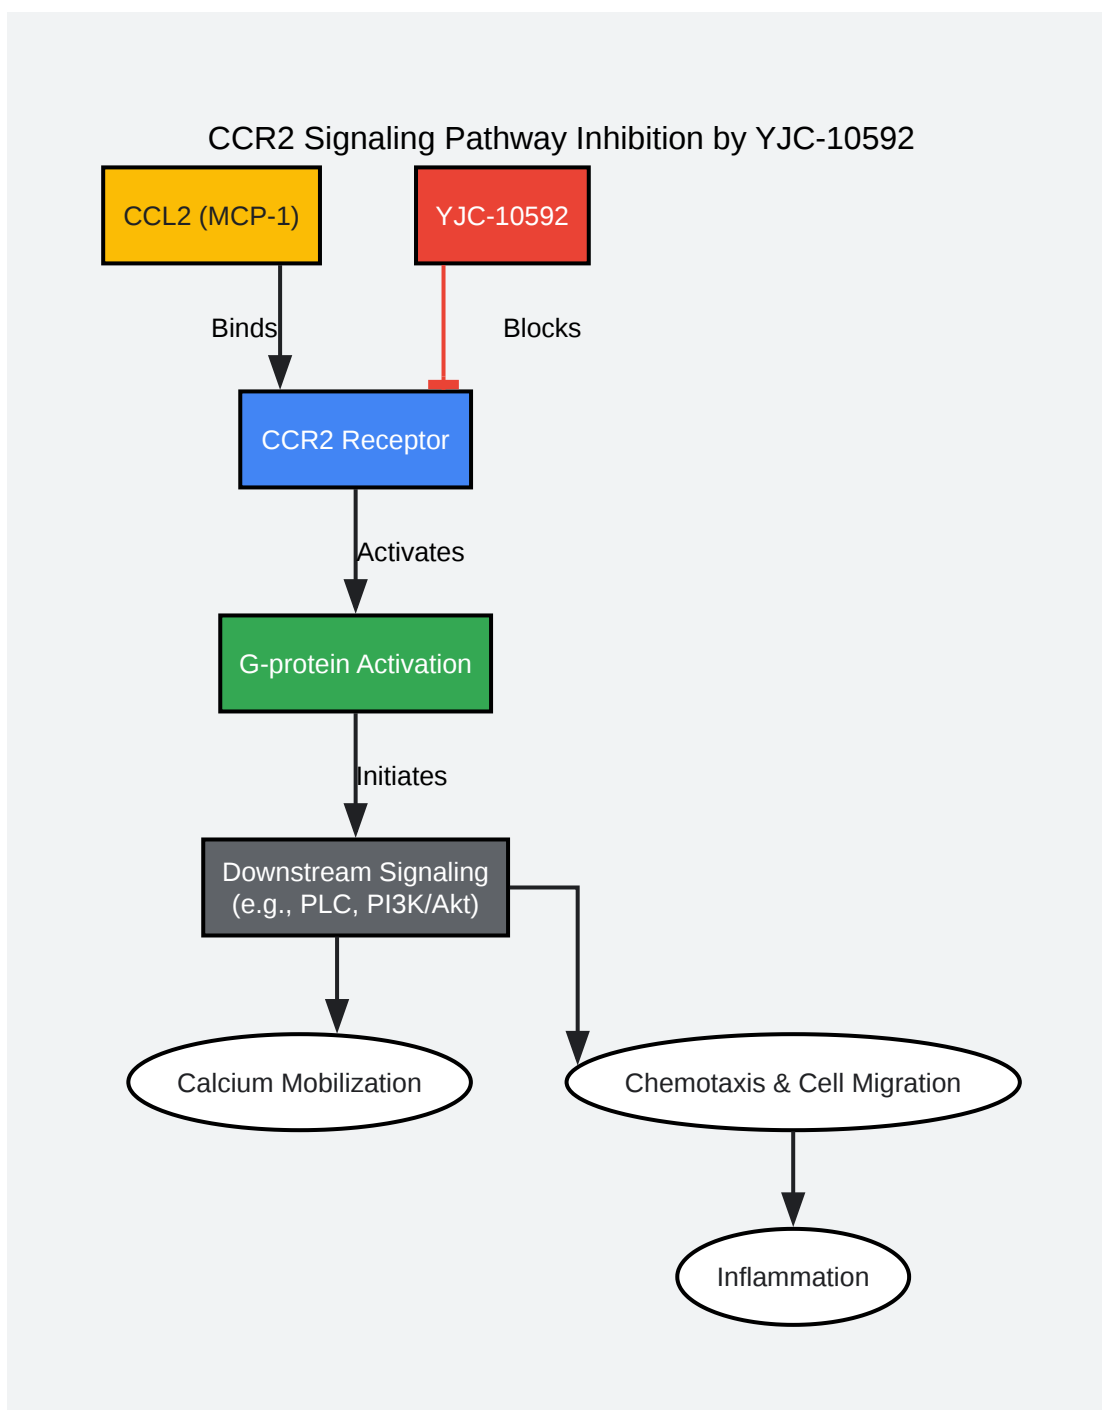 CCR2 Signaling Pathway Inhibition by YJC-10592
CCL2 (MCP-1)
YJC-10592
Binds
Blocks
CCR2 Receptor
Activates
G-protein Activation
Initiates
Downstream Signaling
(e.g., PLC, PI3K/Akt)
Calcium Mobilization
Chemotaxis & Cell Migration
Inflammation